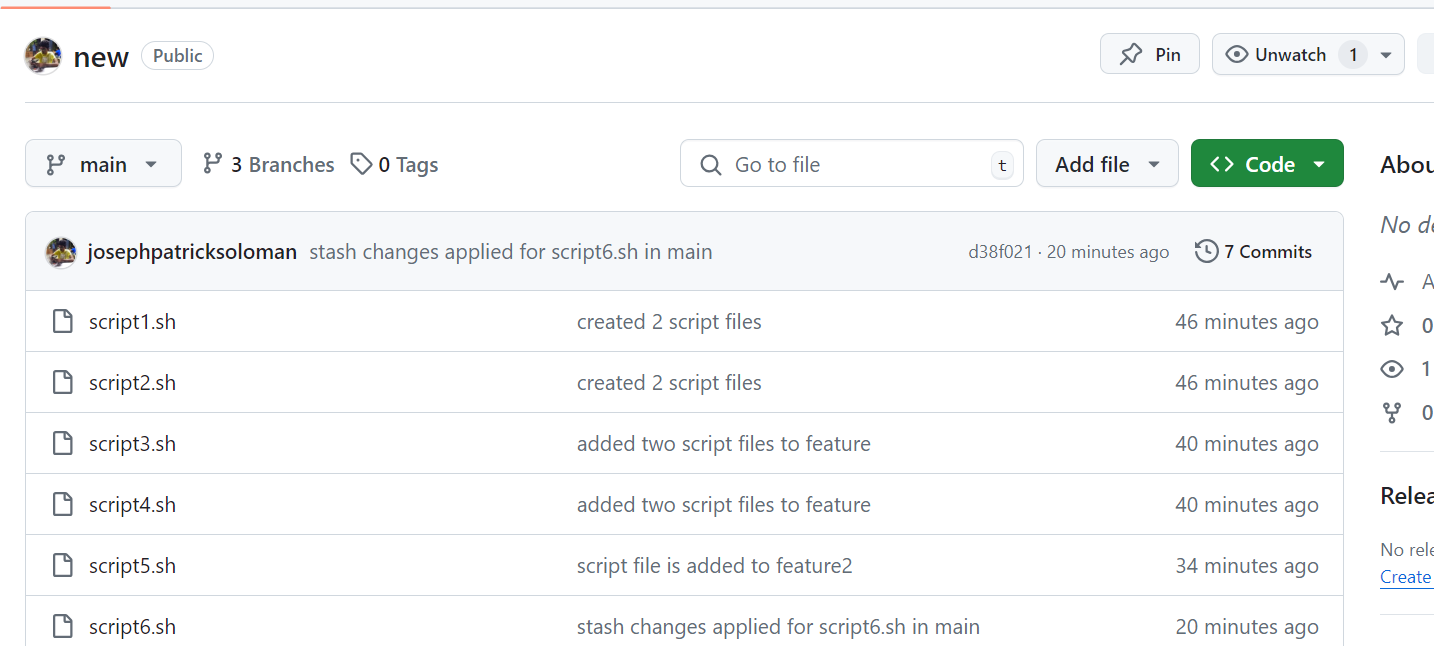 new Public Pin Unwatch 1
main 3 Branches 0 Tags Go to file t Add file Code
josephpatricksoloman stash changes applied for script6.sh in main d38f021 · 20 minutes ago 7 Commits
script1.sh created 2 script files 46 minutes ago
script2.sh created 2 script files 46 minutes ago
script3.sh added two script files to feature 40 minutes ago
script4.sh added two script files to feature 40 minutes ago
script5.sh script file is added to feature2 34 minutes ago
script6.sh stash changes applied for script6.sh in main 20 minutes ago
Abou
No de
A
0
1
0
Relea
No rele
Create